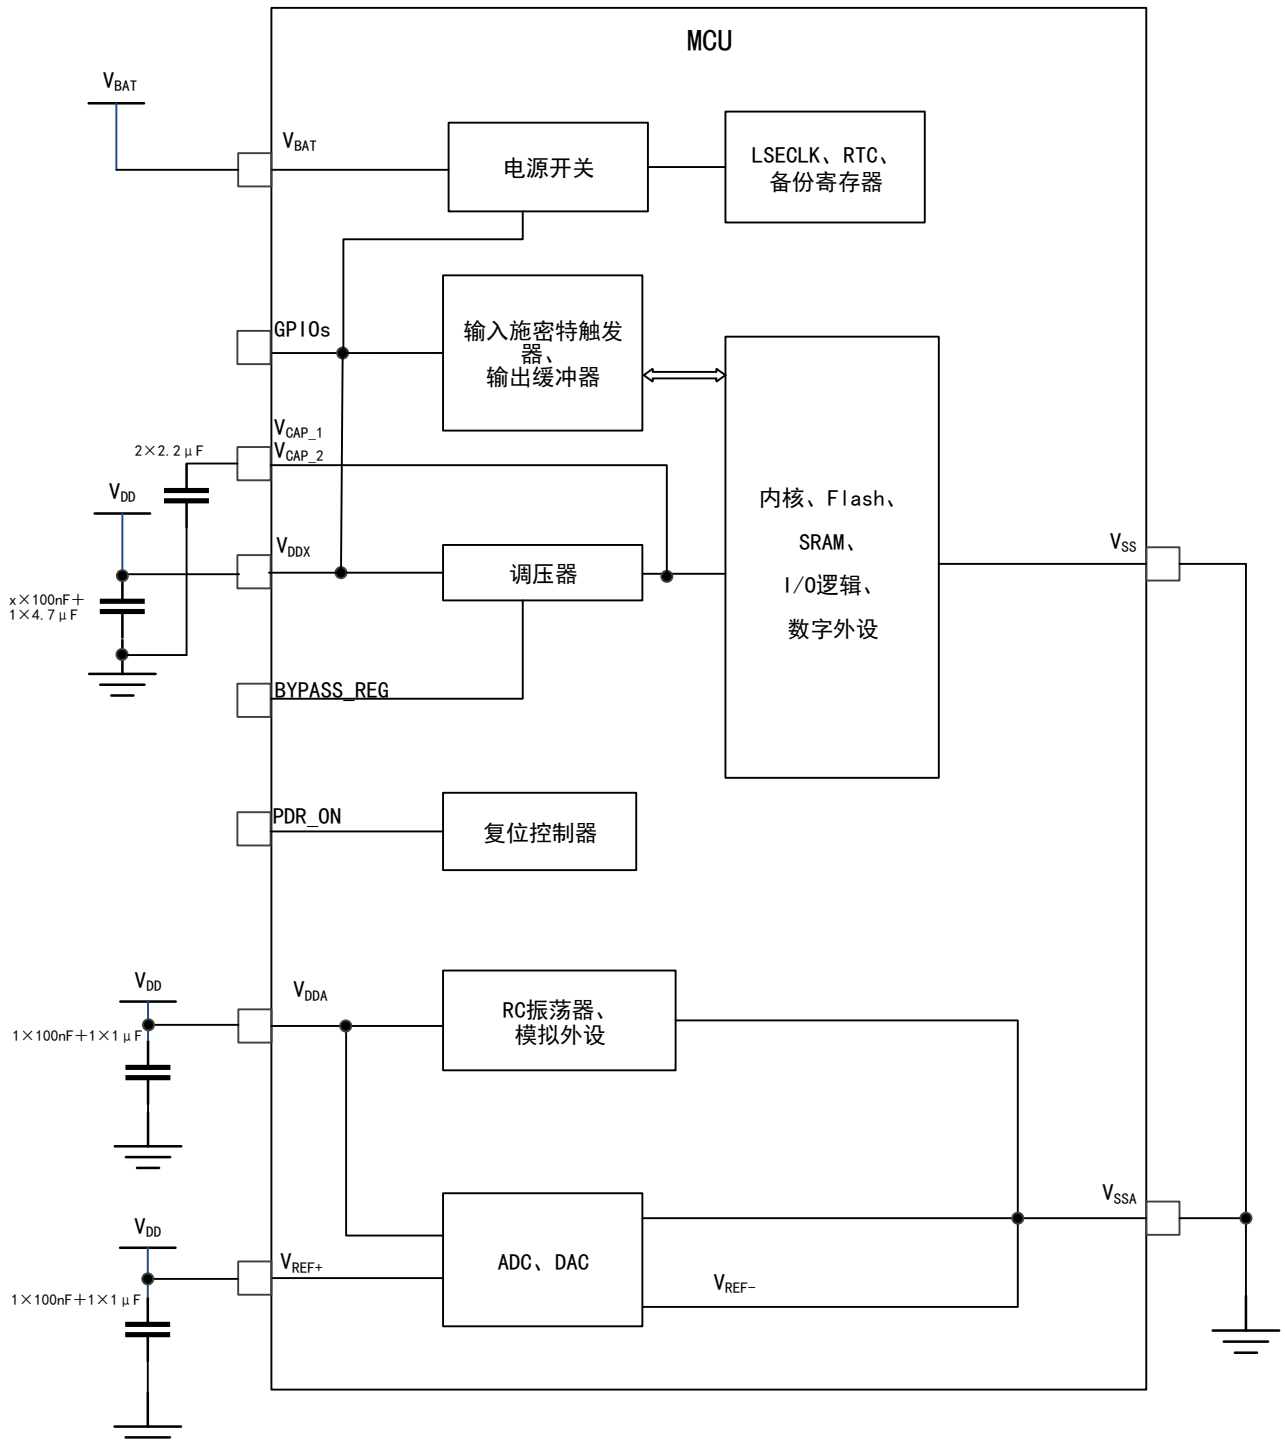 MCU
VBAT
VBAT
电源开关
LSECLK、RTC、
备份寄存器
GPIOs
输入施密特触发
器、
输出缓冲器
VCAP_1
VCAP_2
2×2.2μF
VDD
VDDX
调压器
内核、Flash、
SRAM、
I/O逻辑、
数字外设
VSS
x×100nF+
1×4.7μF
BYPASS_REG
PDR_ON
复位控制器
VDD
VDDA
1×100nF+1×1μF
RC振荡器、
模拟外设
VSSA
VDD
VREF+
1×100nF+1×1μF
ADC、DAC
VREF-